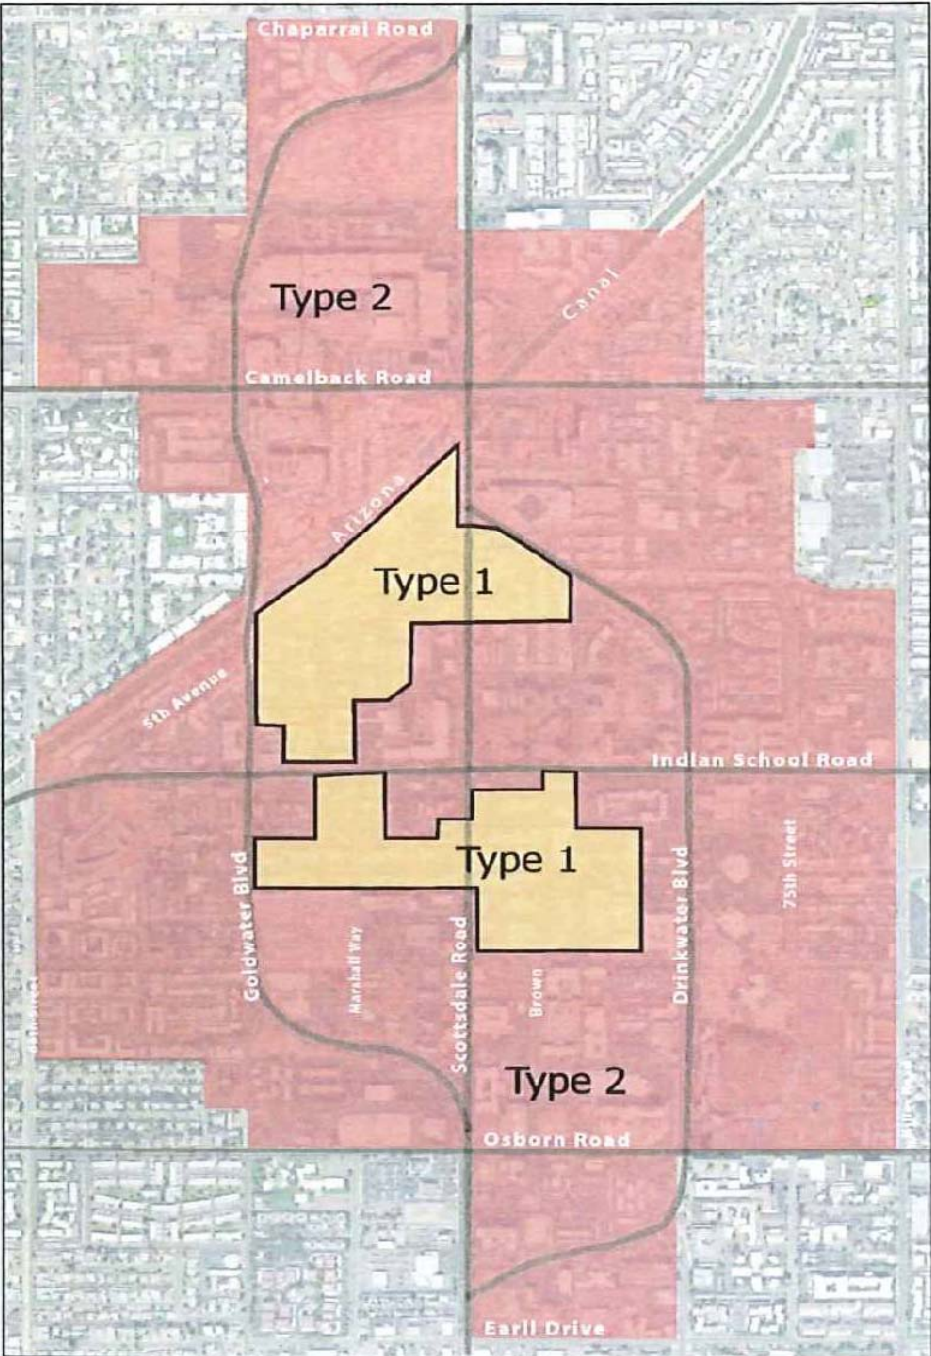 Chaparral Road
Type 2
Canal
Camelback Road
Arizona
Type 1
5th Avenue
Indian School Road
Type 1
75th Street
Goldwater Blvd
Drinkwater Blvd
Marshall Way
Scottsdale Road
Brown
Type 2
Osborn Road
Earll Drive